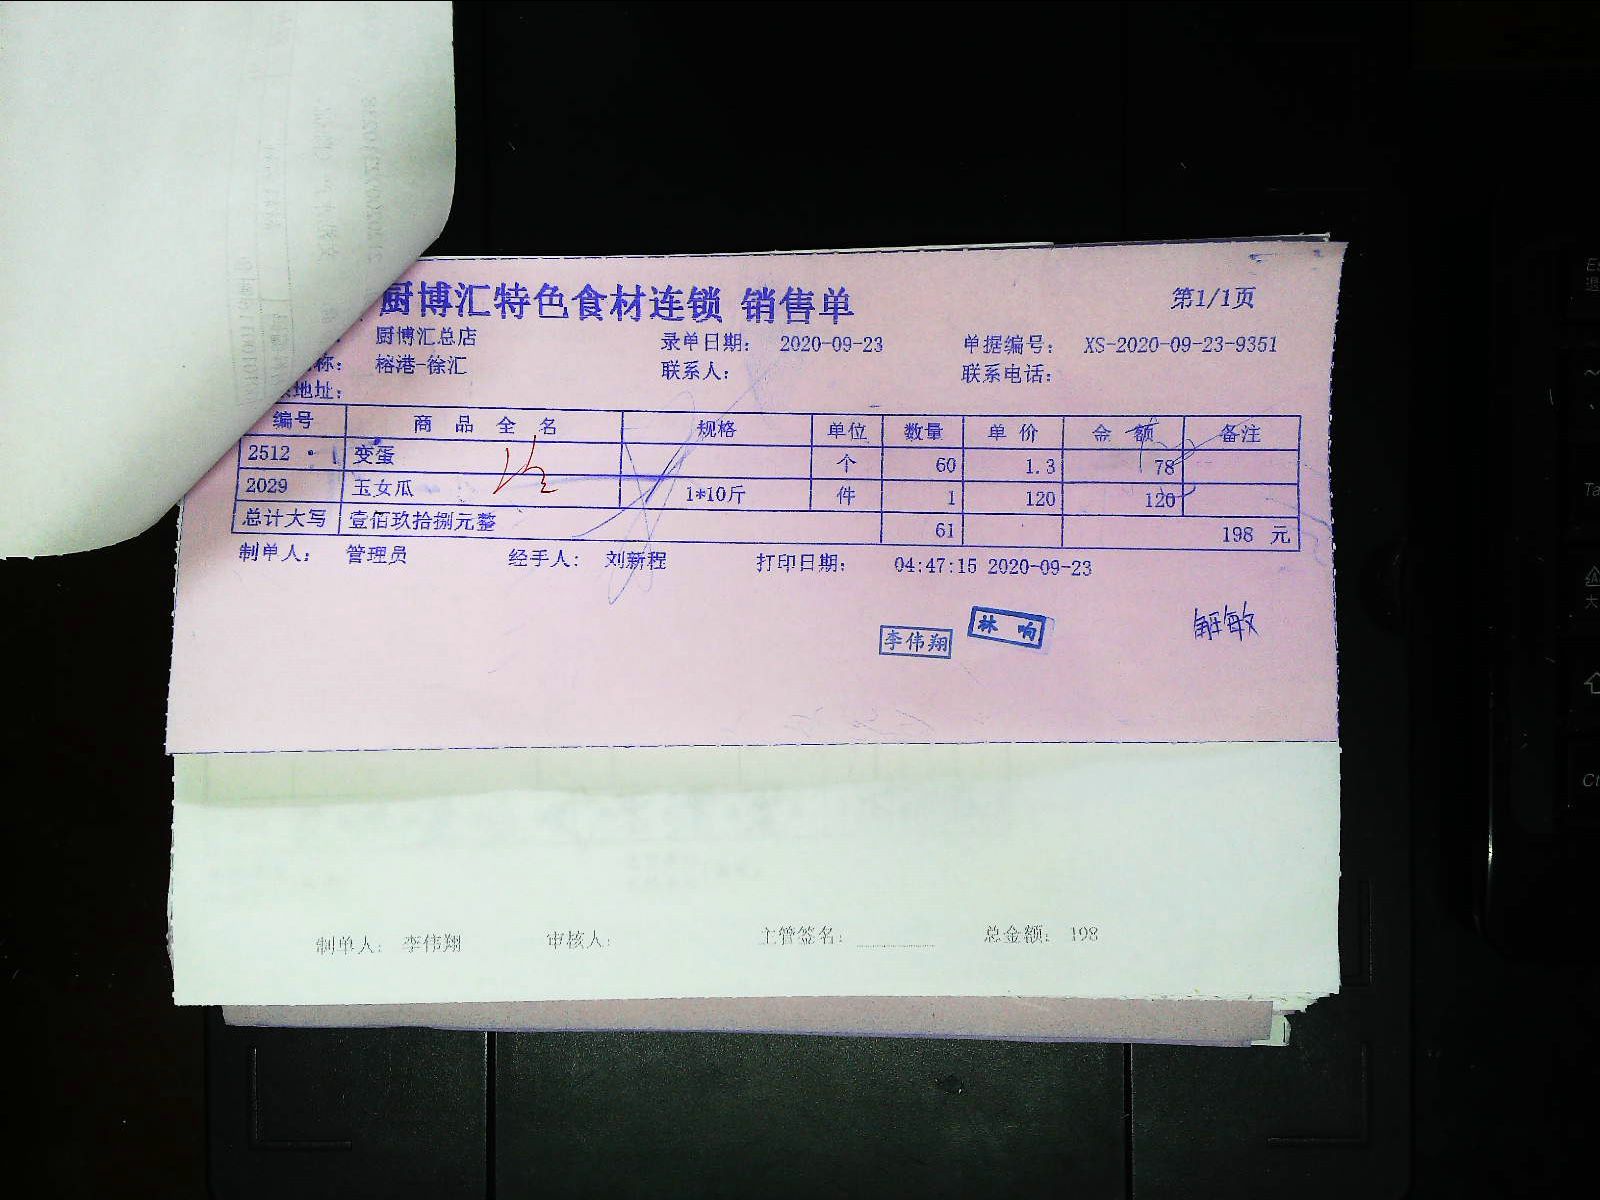 厨博汇特色食材连锁 销售单 第1/1页
厨博汇总店 录单日期: 2020-09-23 单据编号: XS-2020-09-23-9351
称: 榕港-徐汇 联系人: 联系电话:
地址:
编号 商品全名 规格 单位 数量 单价 金额 备注
2512 变蛋 个 60 1.3 78
2029 玉女瓜 1*10斤 件 1 120 120
总计大写 壹佰玖拾捌元整 61 198 元
制单人: 管理员 经手人: 刘新程 打印日期: 04:47:15 2020-09-23
李伟翔 林响 解敏
制单人: 李伟翔 审核人: 主管签名: 总金额: 198